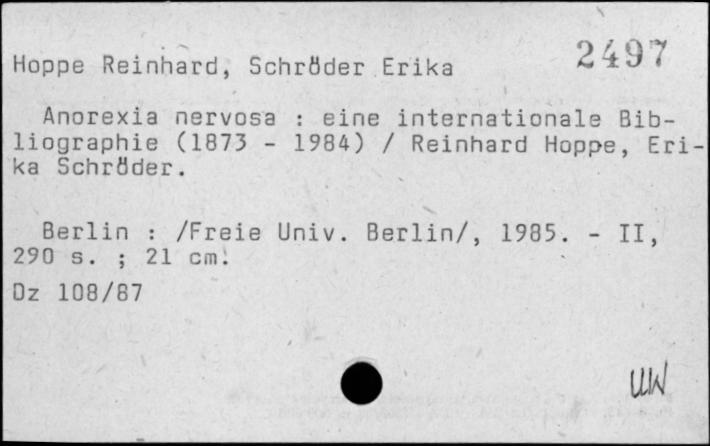 2497
Hoppe Reinhard, Schröder Erika
Anorexia nervosa : eine internationale Bib-
liographie (1873 - 1984) / Reinhard Hoppe, Eri-
ka Schröder.
Berlin : /Freie Univ. Berlin/, 1985. - II,
290 s. ; 21 cm.
Dz 108/87